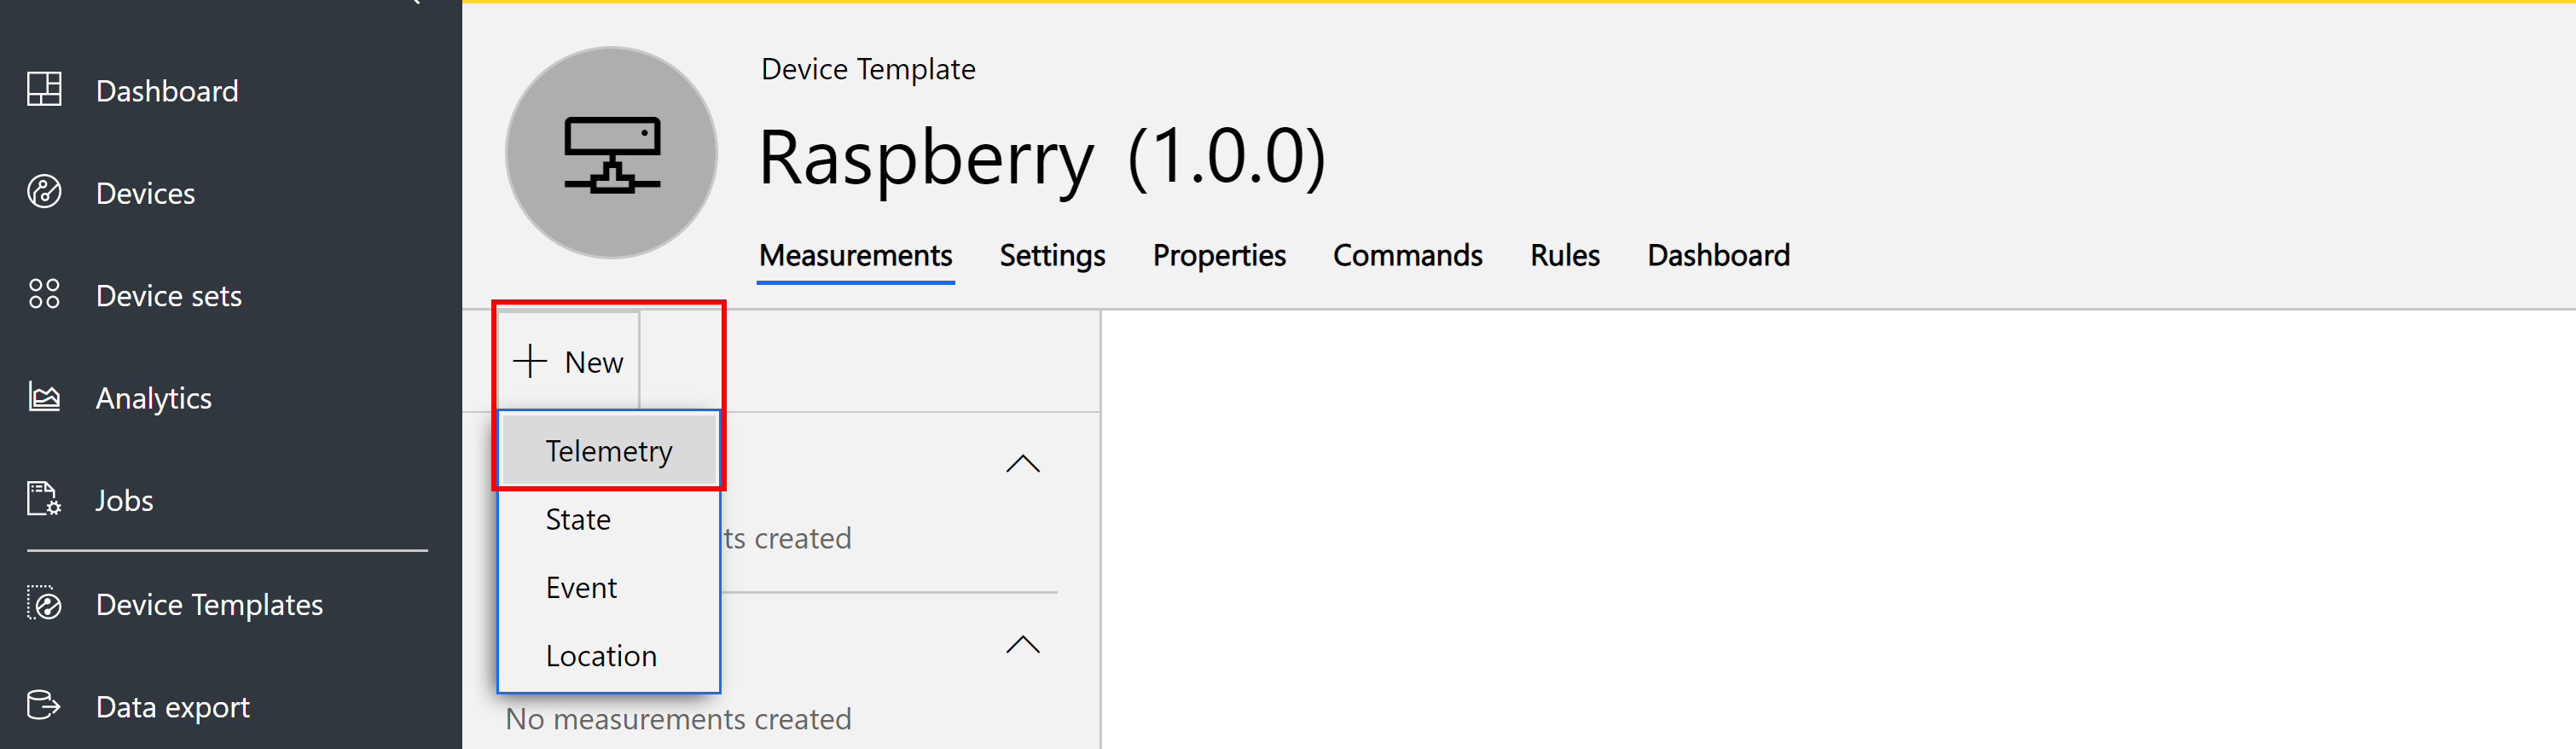 Dashboard
Devices
Device sets
Analytics
Jobs
Device Templates
Data export
Device Template
Raspberry (1.0.0)
Measurements Settings Properties Commands Rules Dashboard
New
Telemetry
State
Event
Location
ts created
No measurements created